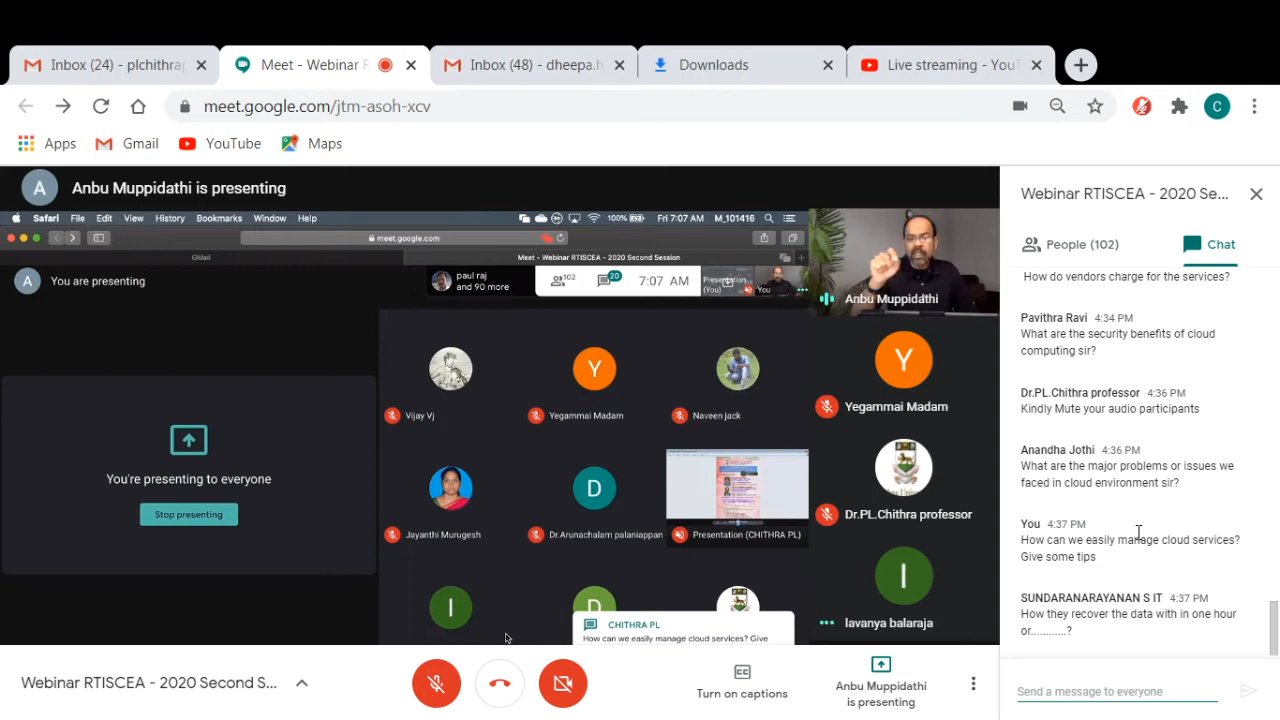 Inbox (24) - plchithrap
Meet - Webinar R
Inbox (48) - dheepa.h
Downloads
Live streaming - YouT
meet.google.com/jtm-asoh-xcv
C
Apps
Gmail
YouTube
Maps
A
Anbu Muppidathi is presenting
Safari File Edit View History Bookmarks Window Help
100%
Fri 7:07 AM M_101416
meet.google.com
GMail
Meet - Webinar RTISCEA - 2020 Second Session
A
You are presenting
paul raj
and 90 more
102
20
7:07 AM
Presentation
(You)
You
You're presenting to everyone
Stop presenting
Vijay Vj
Y
Yegammai Madam
Naveen jack
Jayanthi Murugesh
D
Dr.Arunachalam palaniappan
Presentation (CHITHRA PL)
I
D
CHITHRA PL
How can we easily manage cloud services? Give
Anbu Muppidathi
Y
Yegammai Madam
Dr.PL.Chithra professor
I
lavanya balaraja
Webinar RTISCEA - 2020 Se...
People (102)
Chat
How do vendors charge for the services?
Pavithra Ravi 4:34 PM
What are the security benefits of cloud
computing sir?
Dr.PL.Chithra professor 4:36 PM
Kindly Mute your audio participants
Anandha Jothi 4:36 PM
What are the major problems or issues we
faced in cloud environment sir?
You 4:37 PM
How can we easily manage cloud services?
Give some tips
SUNDARANARAYANAN S IT 4:37 PM
How they recover the data with in one hour
or............?
Send a message to everyone
Webinar RTISCEA - 2020 Second S...
CC
Turn on captions
Anbu Muppidathi
is presenting